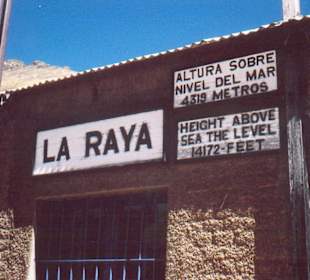 LA RAYA
ALTURA SOBRE
NIVEL DEL MAR
4319 METROS
HEIGHT ABOVE
SEA THE LEVEL
14172-FEET